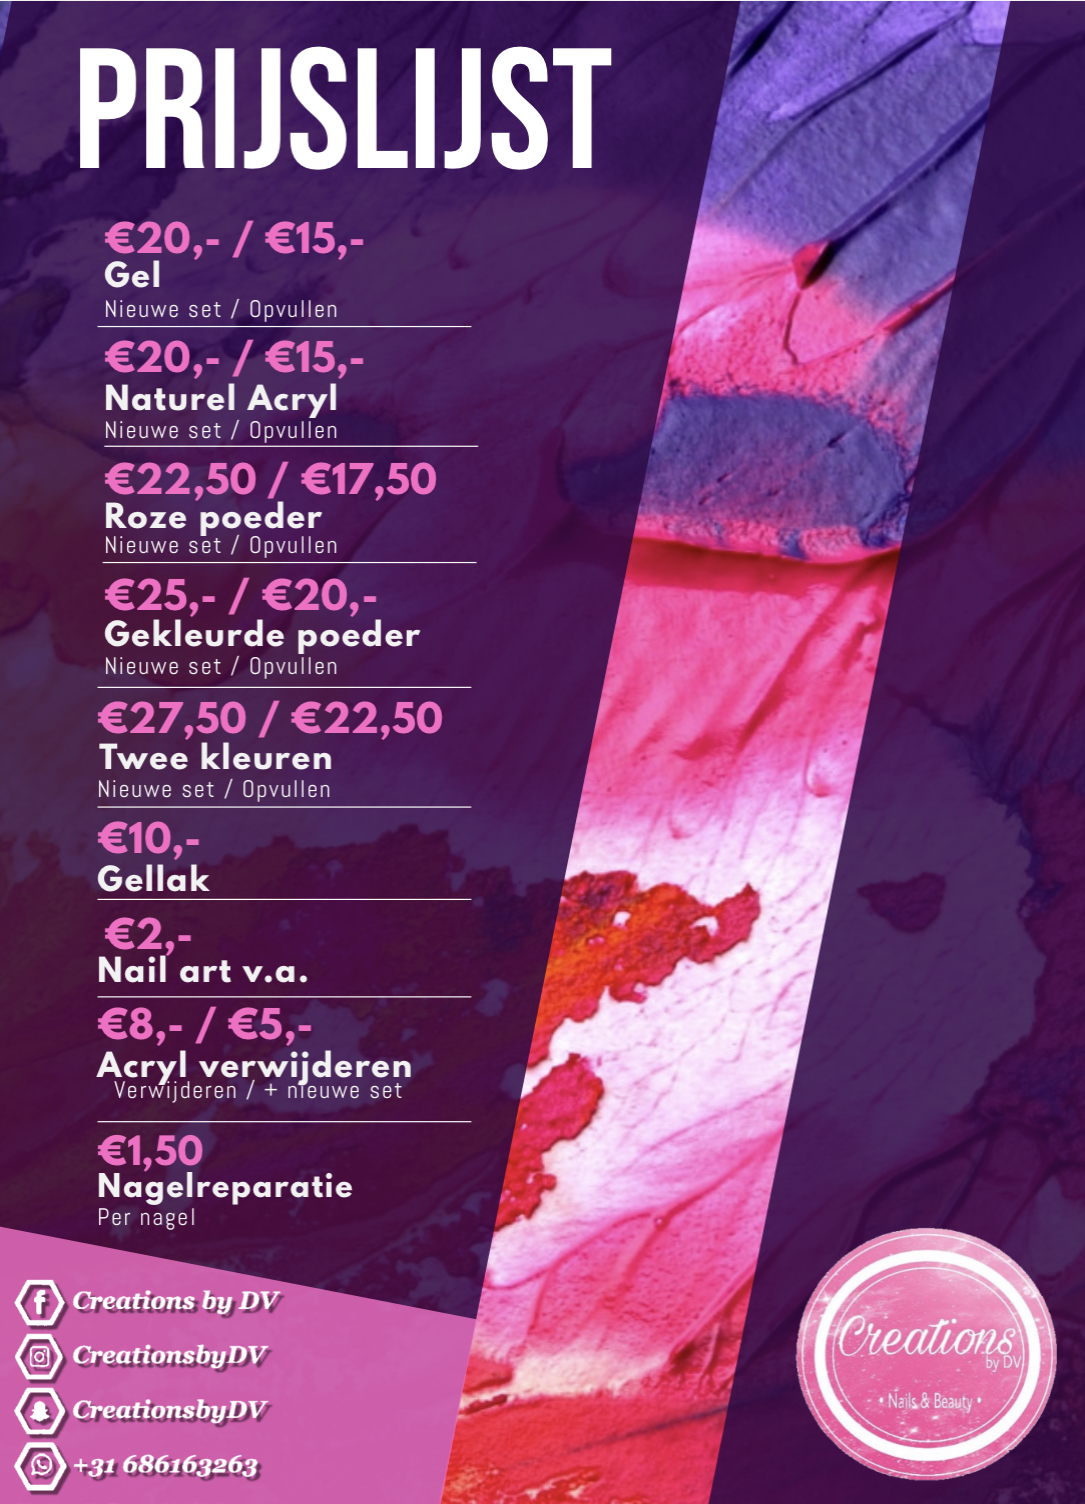 PRIJSLIJST
€20,- / €15,-
Gel
Nieuwe set / Opvullen
€20,- / €15,-
Naturel Acryl
Nieuwe set / Opvullen
€22,50 / €17,50
Roze poeder
Nieuwe set / Opvullen
€25,- / €20,-
Gekleurde poeder
Nieuwe set / Opvullen
€27,50 / €22,50
Twee kleuren
Nieuwe set / Opvullen
€10,-
Gellak
€2,-
Nail art v.a.
€8,- / €5,-
Acryl verwijderen
Verwijderen / + nieuwe set
€1,50
Nagelreparatie
Per nagel
Creations by DV
CreationsbyDV
CreationsbyDV
+31 686163263
Creations
by DV
• Nails & Beauty •